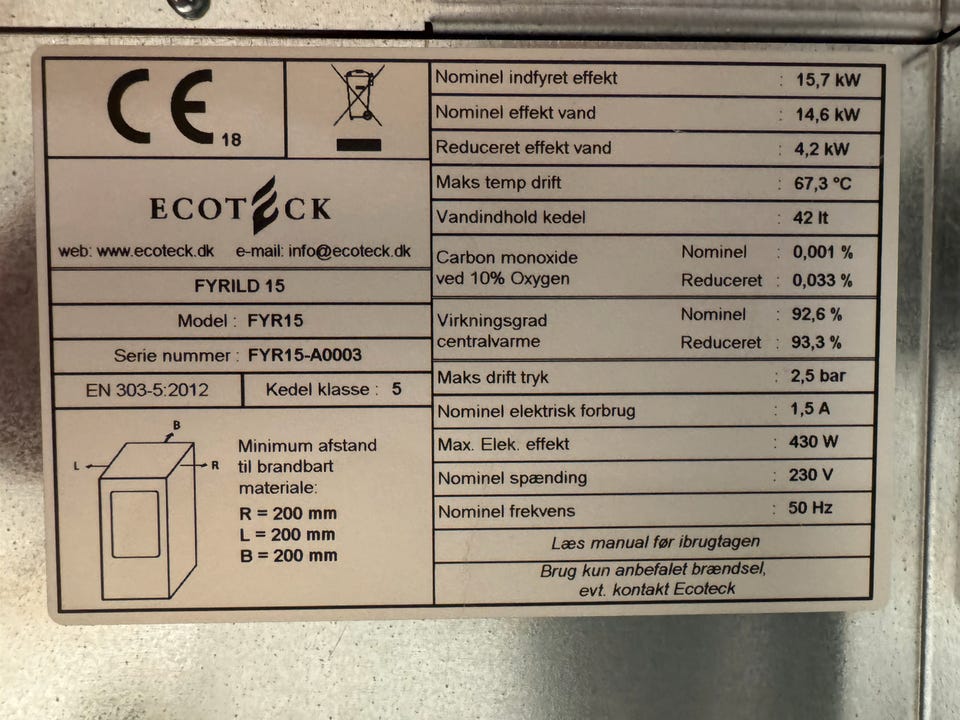 CE
18
ECOTECK
web: www.ecoteck.dk e-mail: info@ecoteck.dk
FYRILD 15
Model : FYR15
Serie nummer : FYR15-A0003
EN 303-5:2012 Kedel klasse : 5
B
L
R
Minimum afstand
til brandbart
materiale:
R = 200 mm
L = 200 mm
B = 200 mm
Nominel indfyret effekt : 15,7 kW
Nominel effekt vand : 14,6 kW
Reduceret effekt vand : 4,2 kW
Maks temp drift : 67,3 ºC
Vandindhold kedel : 42 lt
Carbon monoxide
ved 10% Oxygen
Nominel : 0,001 %
Reduceret : 0,033 %
Virkningsgrad
centralvarme
Nominel : 92,6 %
Reduceret : 93,3 %
Maks drift tryk : 2,5 bar
Nominel elektrisk forbrug : 1,5 A
Max. Elek. effekt : 430 W
Nominel spænding : 230 V
Nominel frekvens : 50 Hz
Læs manual før ibrugtagen
Brug kun anbefalet brændsel,
evt. kontakt Ecoteck